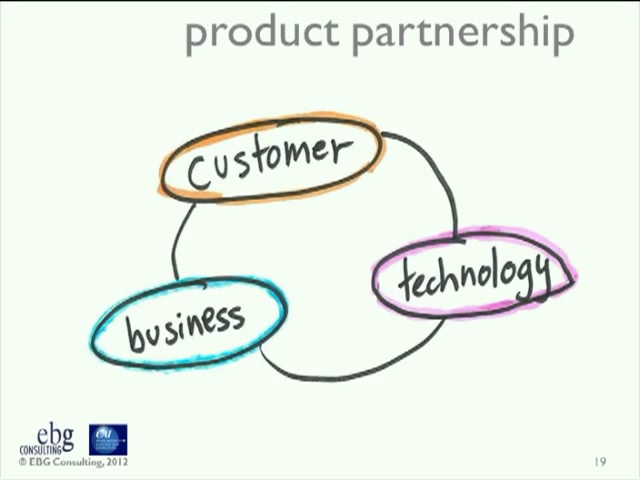 product partnership
customer
technology
business
ebg
CONSULTING
© EBG Consulting, 2012
19